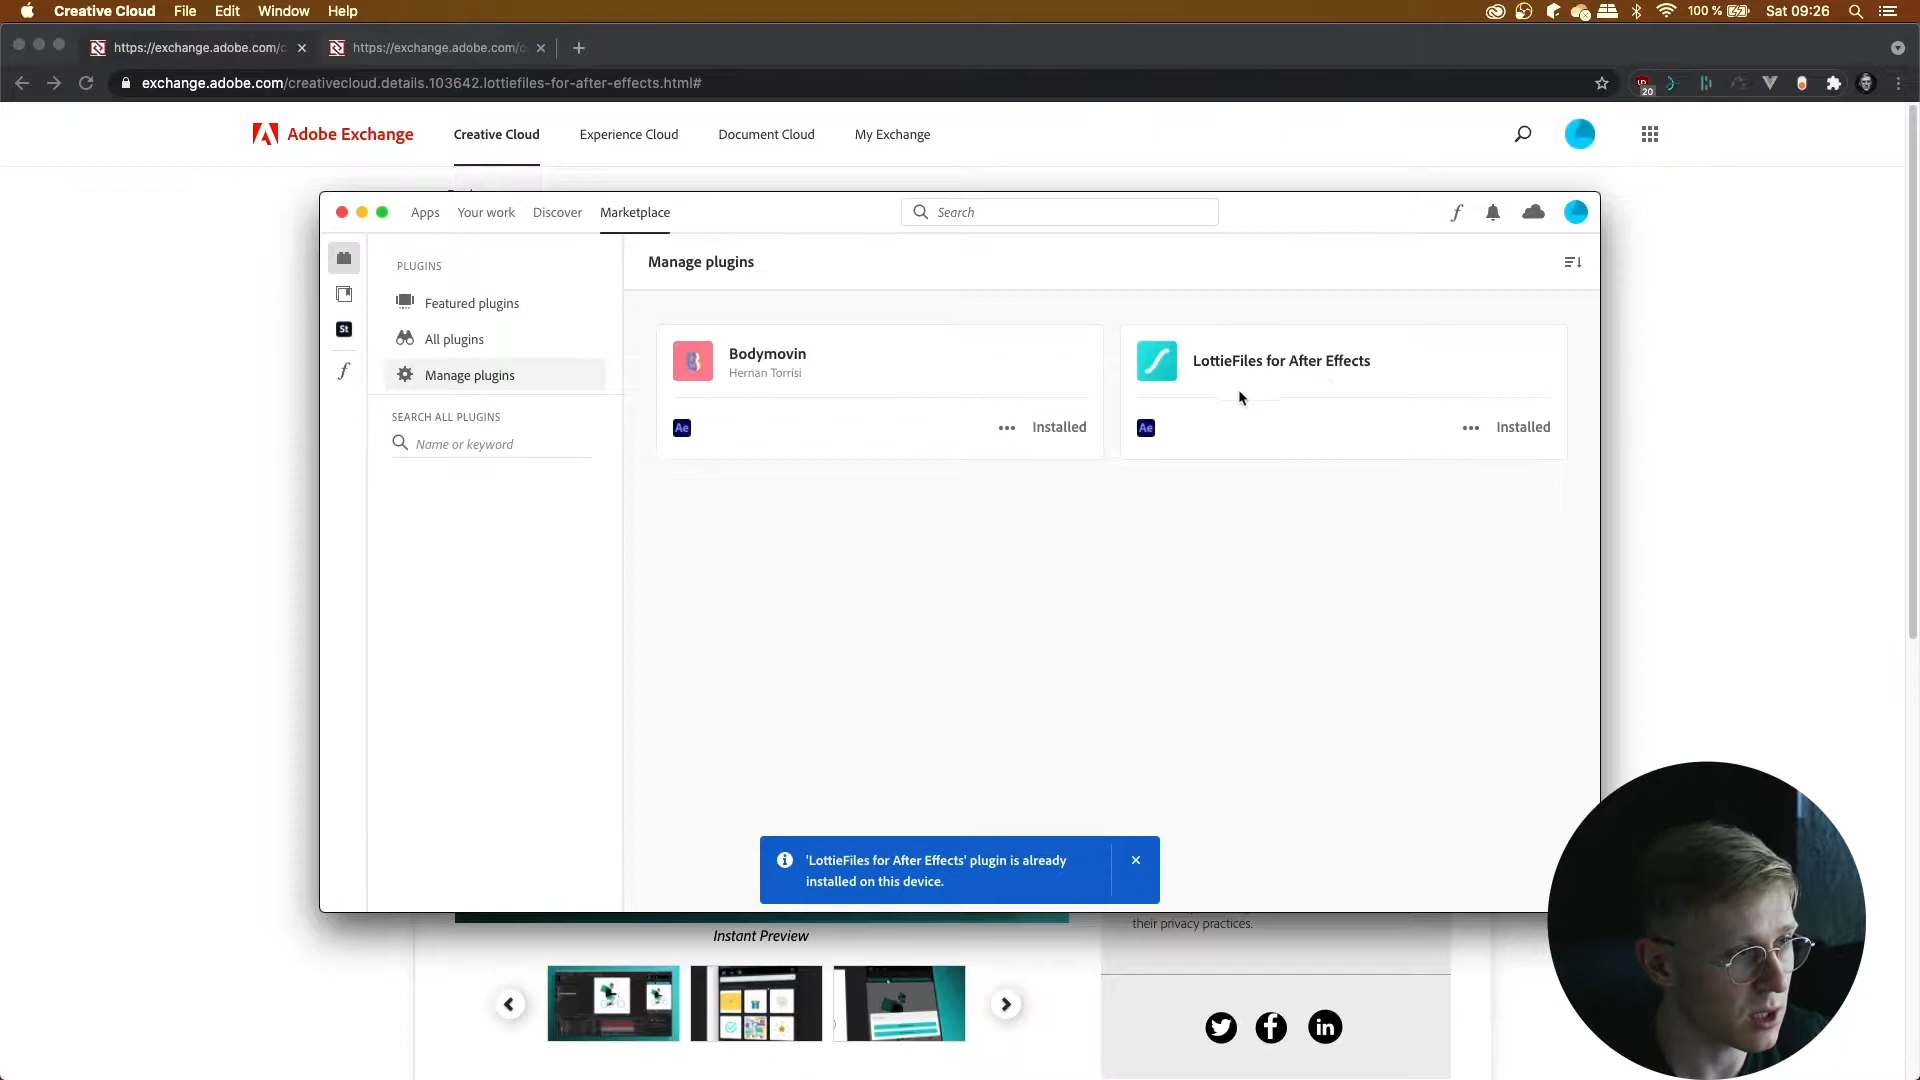 Creative Cloud File Edit Window Help
100 % Sat 09:26
https://exchange.adobe.com/c
https://exchange.adobe.com/c
exchange.adobe.com/creativecloud.details.103642.lottiefiles-for-after-effects.html#
20
Adobe Exchange
Creative Cloud
Experience Cloud
Document Cloud
My Exchange
Apps
Your work
Discover
Marketplace
Search
PLUGINS
Featured plugins
All plugins
Manage plugins
SEARCH ALL PLUGINS
Name or keyword
St
Manage plugins
Bodymovin
Hernan Torrisi
Ae
Installed
LottieFiles for After Effects
Ae
Installed
'LottieFiles for After Effects' plugin is already
installed on this device.
Instant Preview
their privacy practices.